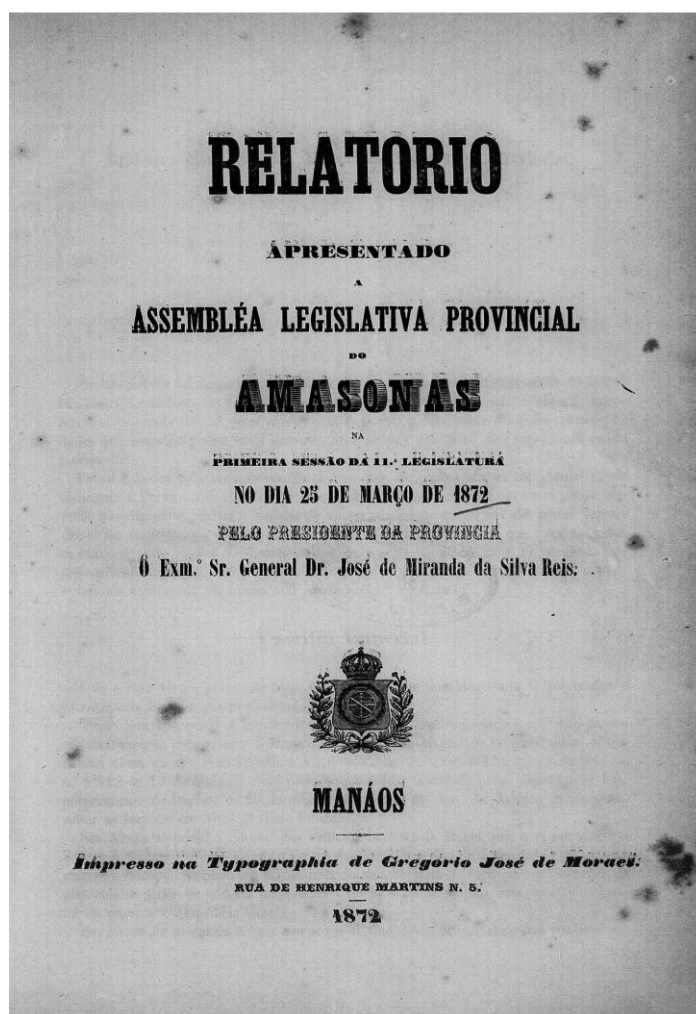 RELATORIO
APRESENTADO
A
ASSEMBLÉA LEGISLATIVA PROVINCIAL
DO
AMASONAS
NA
PRIMEIRA SESSÃO DA 11.ª LEGISLATURA
NO DIA 25 DE MARÇO DE 1872
PELO PRESIDENTE DA PROVINCIA
O Exm.º Sr. General Dr. José de Miranda da Silva Reis.
MANÁOS
Impresso na Typographia de Gregorio José de Moraes.
RUA DE HENRIQUE MARTINS N. 5.
1872